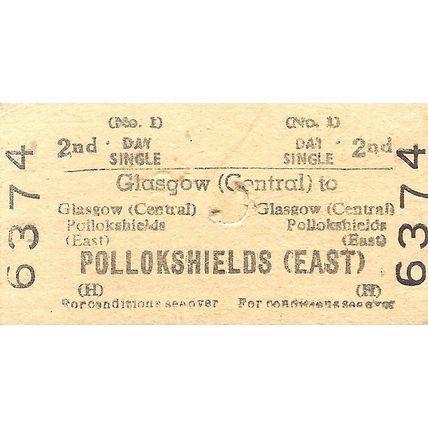 (No. 1) (No. 1)
2nd · DAY SINGLE DAY SINGLE 2nd
Glasgow (Central) to
Glasgow (Central) Glasgow (Central)
Pollokshields Pollokshields
(East) (East)
POLLOKSHIELDS (EAST)
(H) (H)
For conditions see over For conditions see over
6374 6374